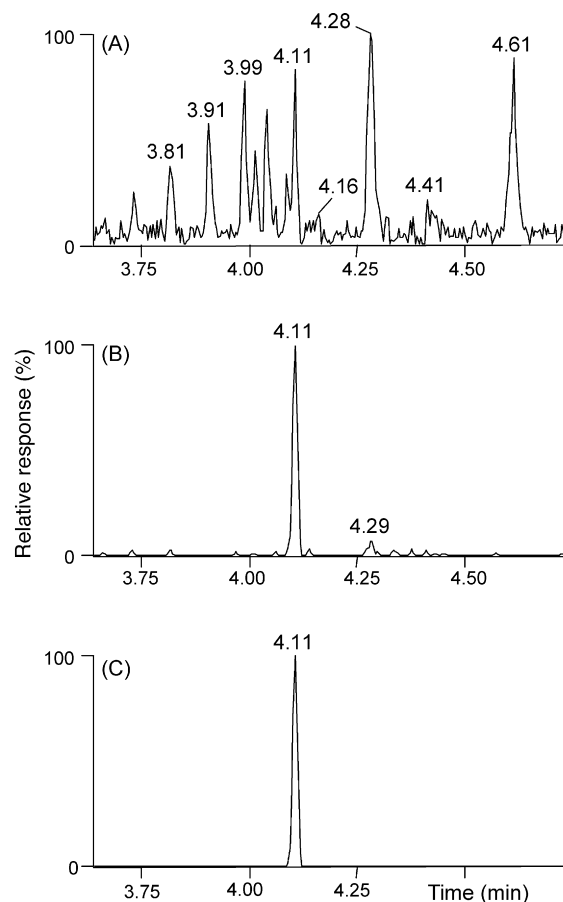 100
(A)
3.81
3.91
3.99
4.11
4.16
4.28
4.41
4.61
0
3.75 4.00 4.25 4.50
Relative response (%)
100
(B)
4.11
4.29
0
3.75 4.00 4.25 4.50
100
(C)
4.11
0
3.75 4.00 4.25 Time (min)